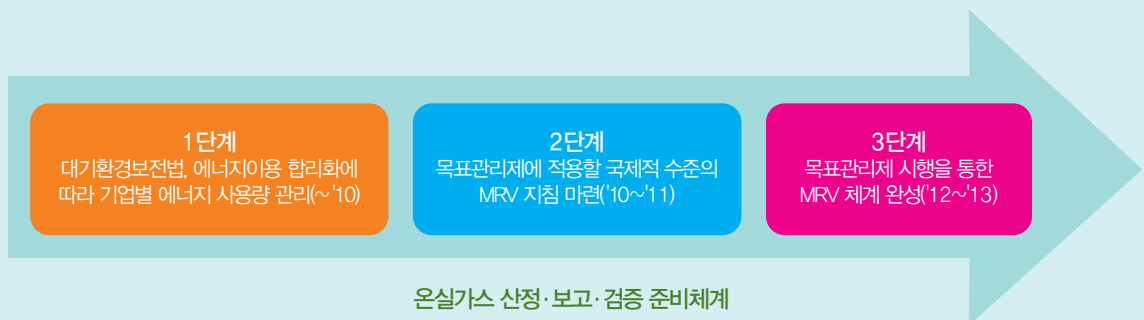 1단계
대기환경보전법, 에너지이용 합리화에
따라 기업별 에너지 사용량 관리(~'10)
2단계
목표관리제에 적용할 국제적 수준의
MRV 지침 마련('10~'11)
3단계
목표관리제 시행을 통한
MRV 체계 완성('12~'13)
온실가스 산정·보고·검증 준비체계